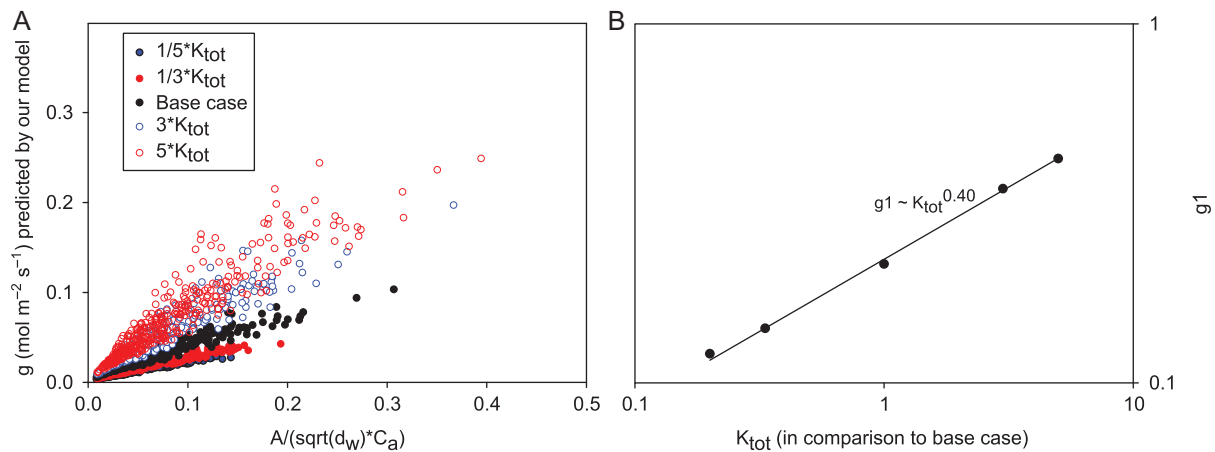 A
g (mol m⁻² s⁻¹) predicted by our model
0.3
0.2
0.1
0.0
1/5*Ktot
1/3*Ktot
Base case
3*Ktot
5*Ktot
0.0 0.1 0.2 0.3 0.4 0.5
A/(sqrt(dw)*Ca)
B
g1 ~ Ktot^0.40
1
0.1
g1
0.1 1 10
Ktot (in comparison to base case)